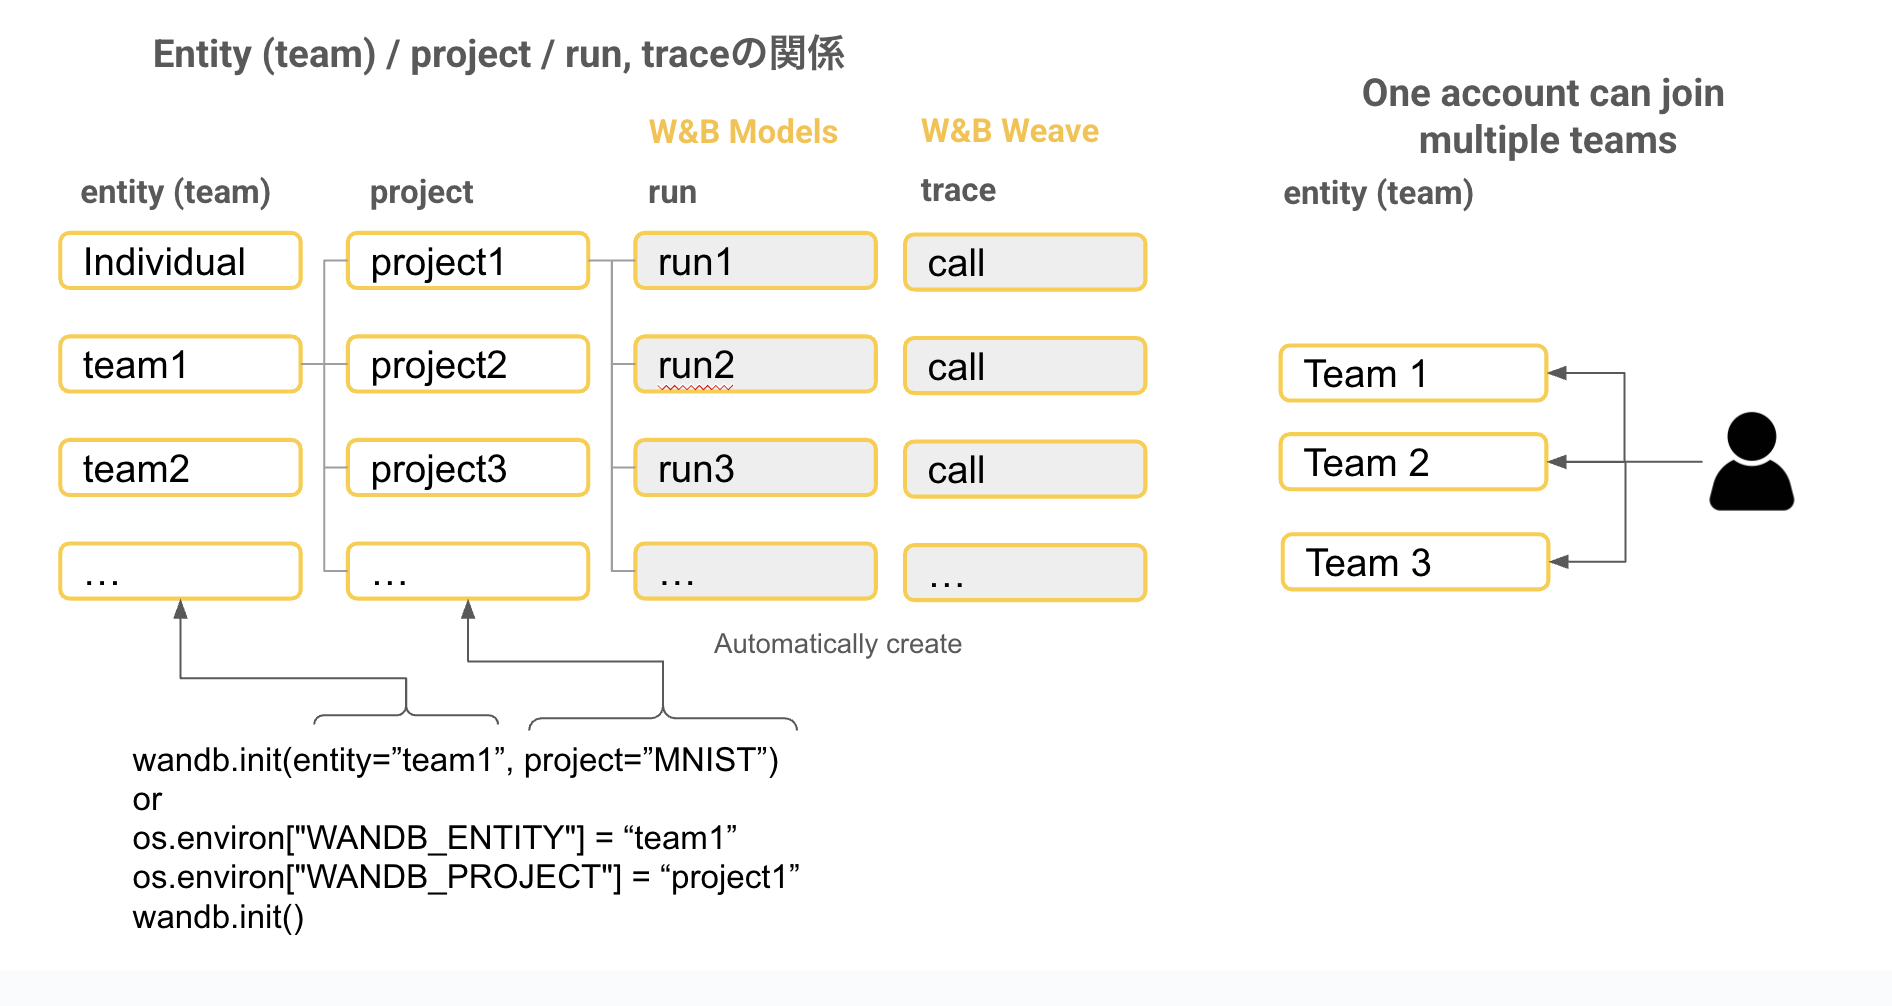 Entity (team) / project / run, traceの関係
W&B Models
W&B Weave
entity (team)
project
run
trace
Individual
project1
run1
call
team1
project2
run2
call
team2
project3
run3
call
…
…
…
…
Automatically create
wandb.init(entity=”team1”, project=”MNIST”)
or
os.environ["WANDB_ENTITY"] = “team1”
os.environ["WANDB_PROJECT"] = “project1”
wandb.init()
One account can join
multiple teams
entity (team)
Team 1
Team 2
Team 3